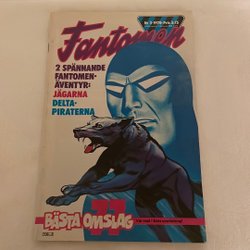 Fantomen
2 SPÄNNANDE
FANTOMEN-
ÄVENTYR:
JÄGARNA
DELTA-
PIRATERNA
BÄSTA OMSLAG